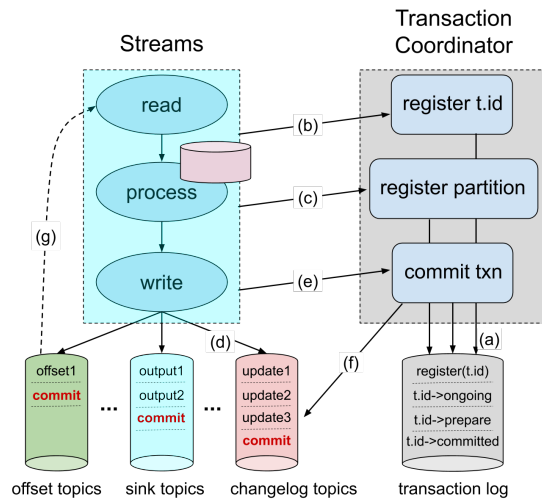 Streams
Transaction
Coordinator
read
register t.id
(b)
process
register partition
(c)
(g)
write
commit txn
(e)
(d)
(f)
(a)
offset1
commit
...
output1
output2
commit
...
update1
update2
update3
commit
register(t.id)
t.id->ongoing
t.id->prepare
t.id->committed
offset topics
sink topics
changelog topics
transaction log